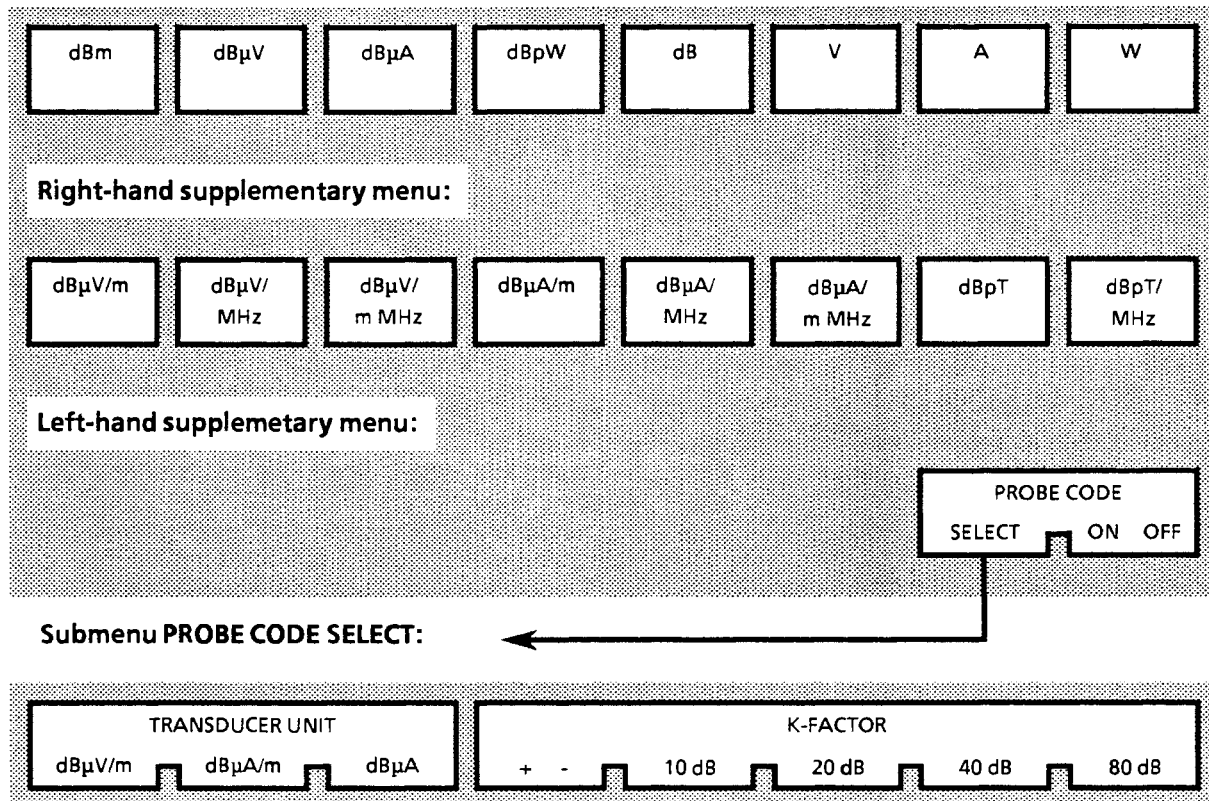 dBm dBµV dBµA dBpW dB V A W
Right-hand supplementary menu:
dBµV/m dBµV/ dBµV/ dBµA/m dBµA/ dBµA/ dBpT dBpT/
MHz m MHz MHz m MHz MHz
Left-hand supplemetary menu:
PROBE CODE
SELECT ON OFF
Submenu PROBE CODE SELECT:
TRANSDUCER UNIT K-FACTOR
dBµV/m dBµA/m dBµA + - 10 dB 20 dB 40 dB 80 dB